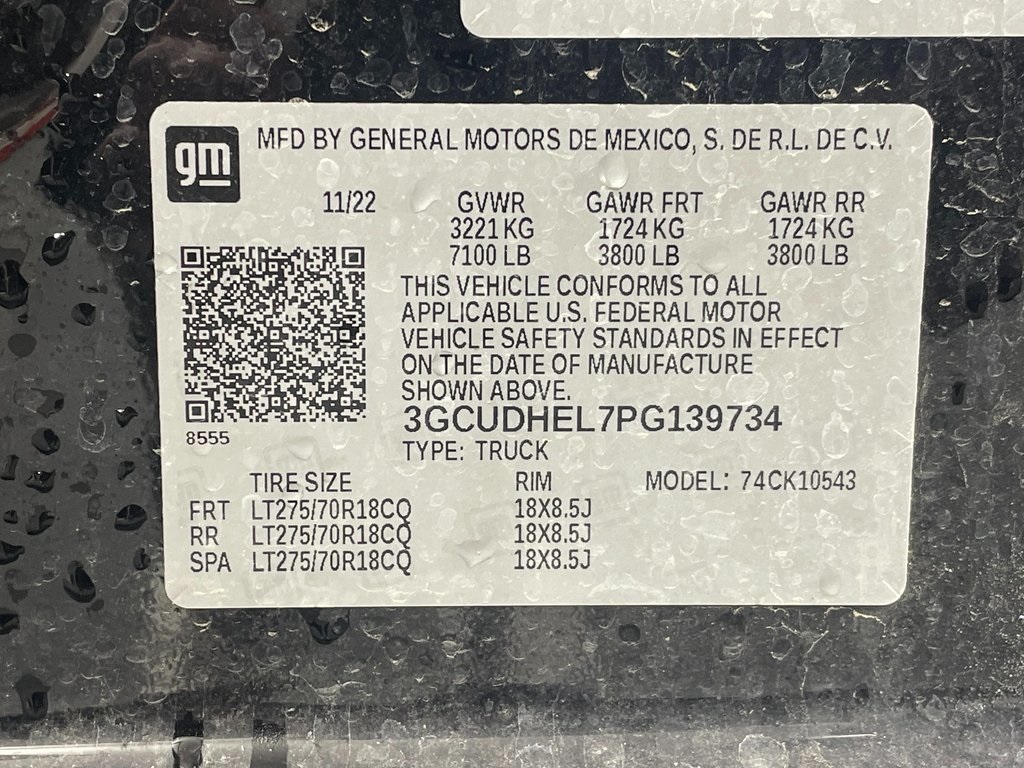 gm
MFD BY GENERAL MOTORS DE MEXICO, S. DE R.L. DE C.V.
11/22 GVWR GAWR FRT GAWR RR
3221 KG 1724 KG 1724 KG
7100 LB 3800 LB 3800 LB
THIS VEHICLE CONFORMS TO ALL
APPLICABLE U.S. FEDERAL MOTOR
VEHICLE SAFETY STANDARDS IN EFFECT
ON THE DATE OF MANUFACTURE
SHOWN ABOVE.
3GCUDHEL7PG139734
8555
TYPE: TRUCK
TIRE SIZE RIM MODEL: 74CK10543
FRT LT275/70R18CQ 18X8.5J
RR LT275/70R18CQ 18X8.5J
SPA LT275/70R18CQ 18X8.5J